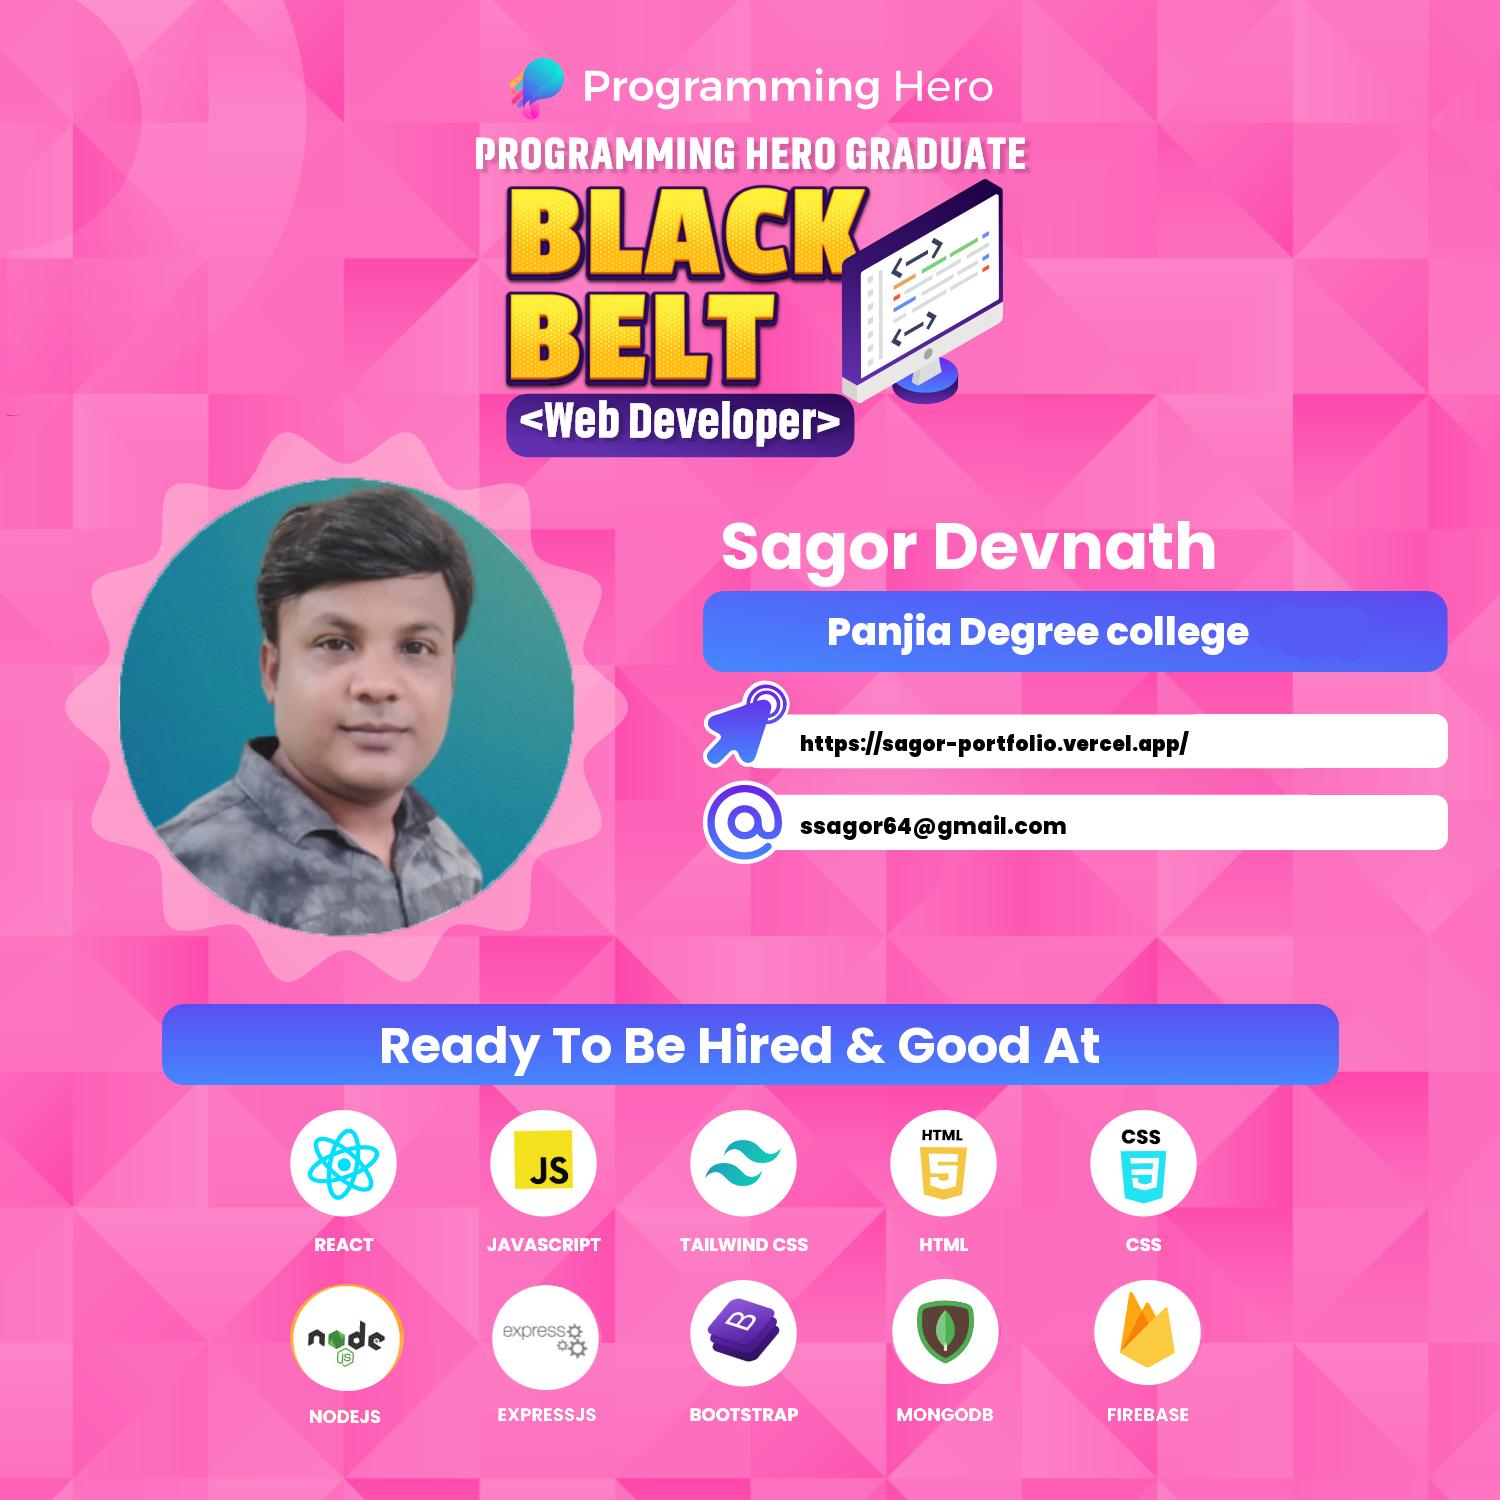 Programming Hero
PROGRAMMING HERO GRADUATE
BLACK
BELT
<Web Developer>
Sagor Devnath
Panjia Degree college
https://sagor-portfolio.vercel.app/
@
ssagor64@gmail.com
Ready To Be Hired & Good At
JS
HTML
5
CSS
3
REACT
JAVASCRIPT
TAILWIND CSS
HTML
CSS
node
JS
express
B
NODEJS
EXPRESSJS
BOOTSTRAP
MONGODB
FIREBASE